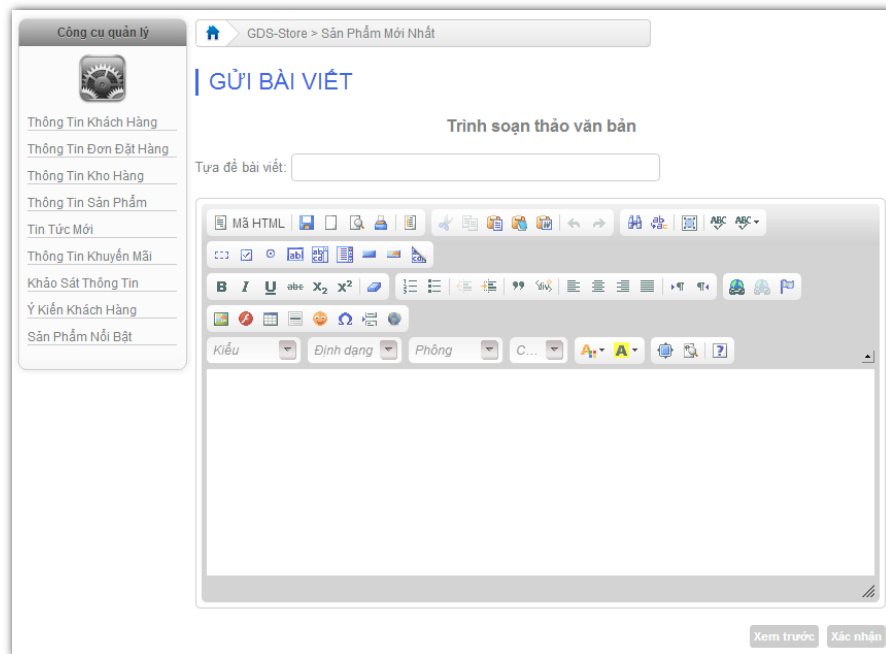 Công cụ quản lý
Thông Tin Khách Hàng
Thông Tin Đơn Đặt Hàng
Thông Tin Kho Hàng
Thông Tin Sản Phẩm
Tin Tức Mới
Thông Tin Khuyến Mãi
Khảo Sát Thông Tin
Ý Kiến Khách Hàng
Sản Phẩm Nổi Bật
GDS-Store > Sản Phẩm Mới Nhất
GỬI BÀI VIẾT
Trình soạn thảo văn bản
Tựa đề bài viết:
Mã HTML
B I U abc X₂ X²
Kiểu Định dạng Phông C...
Xem trước Xác nhận